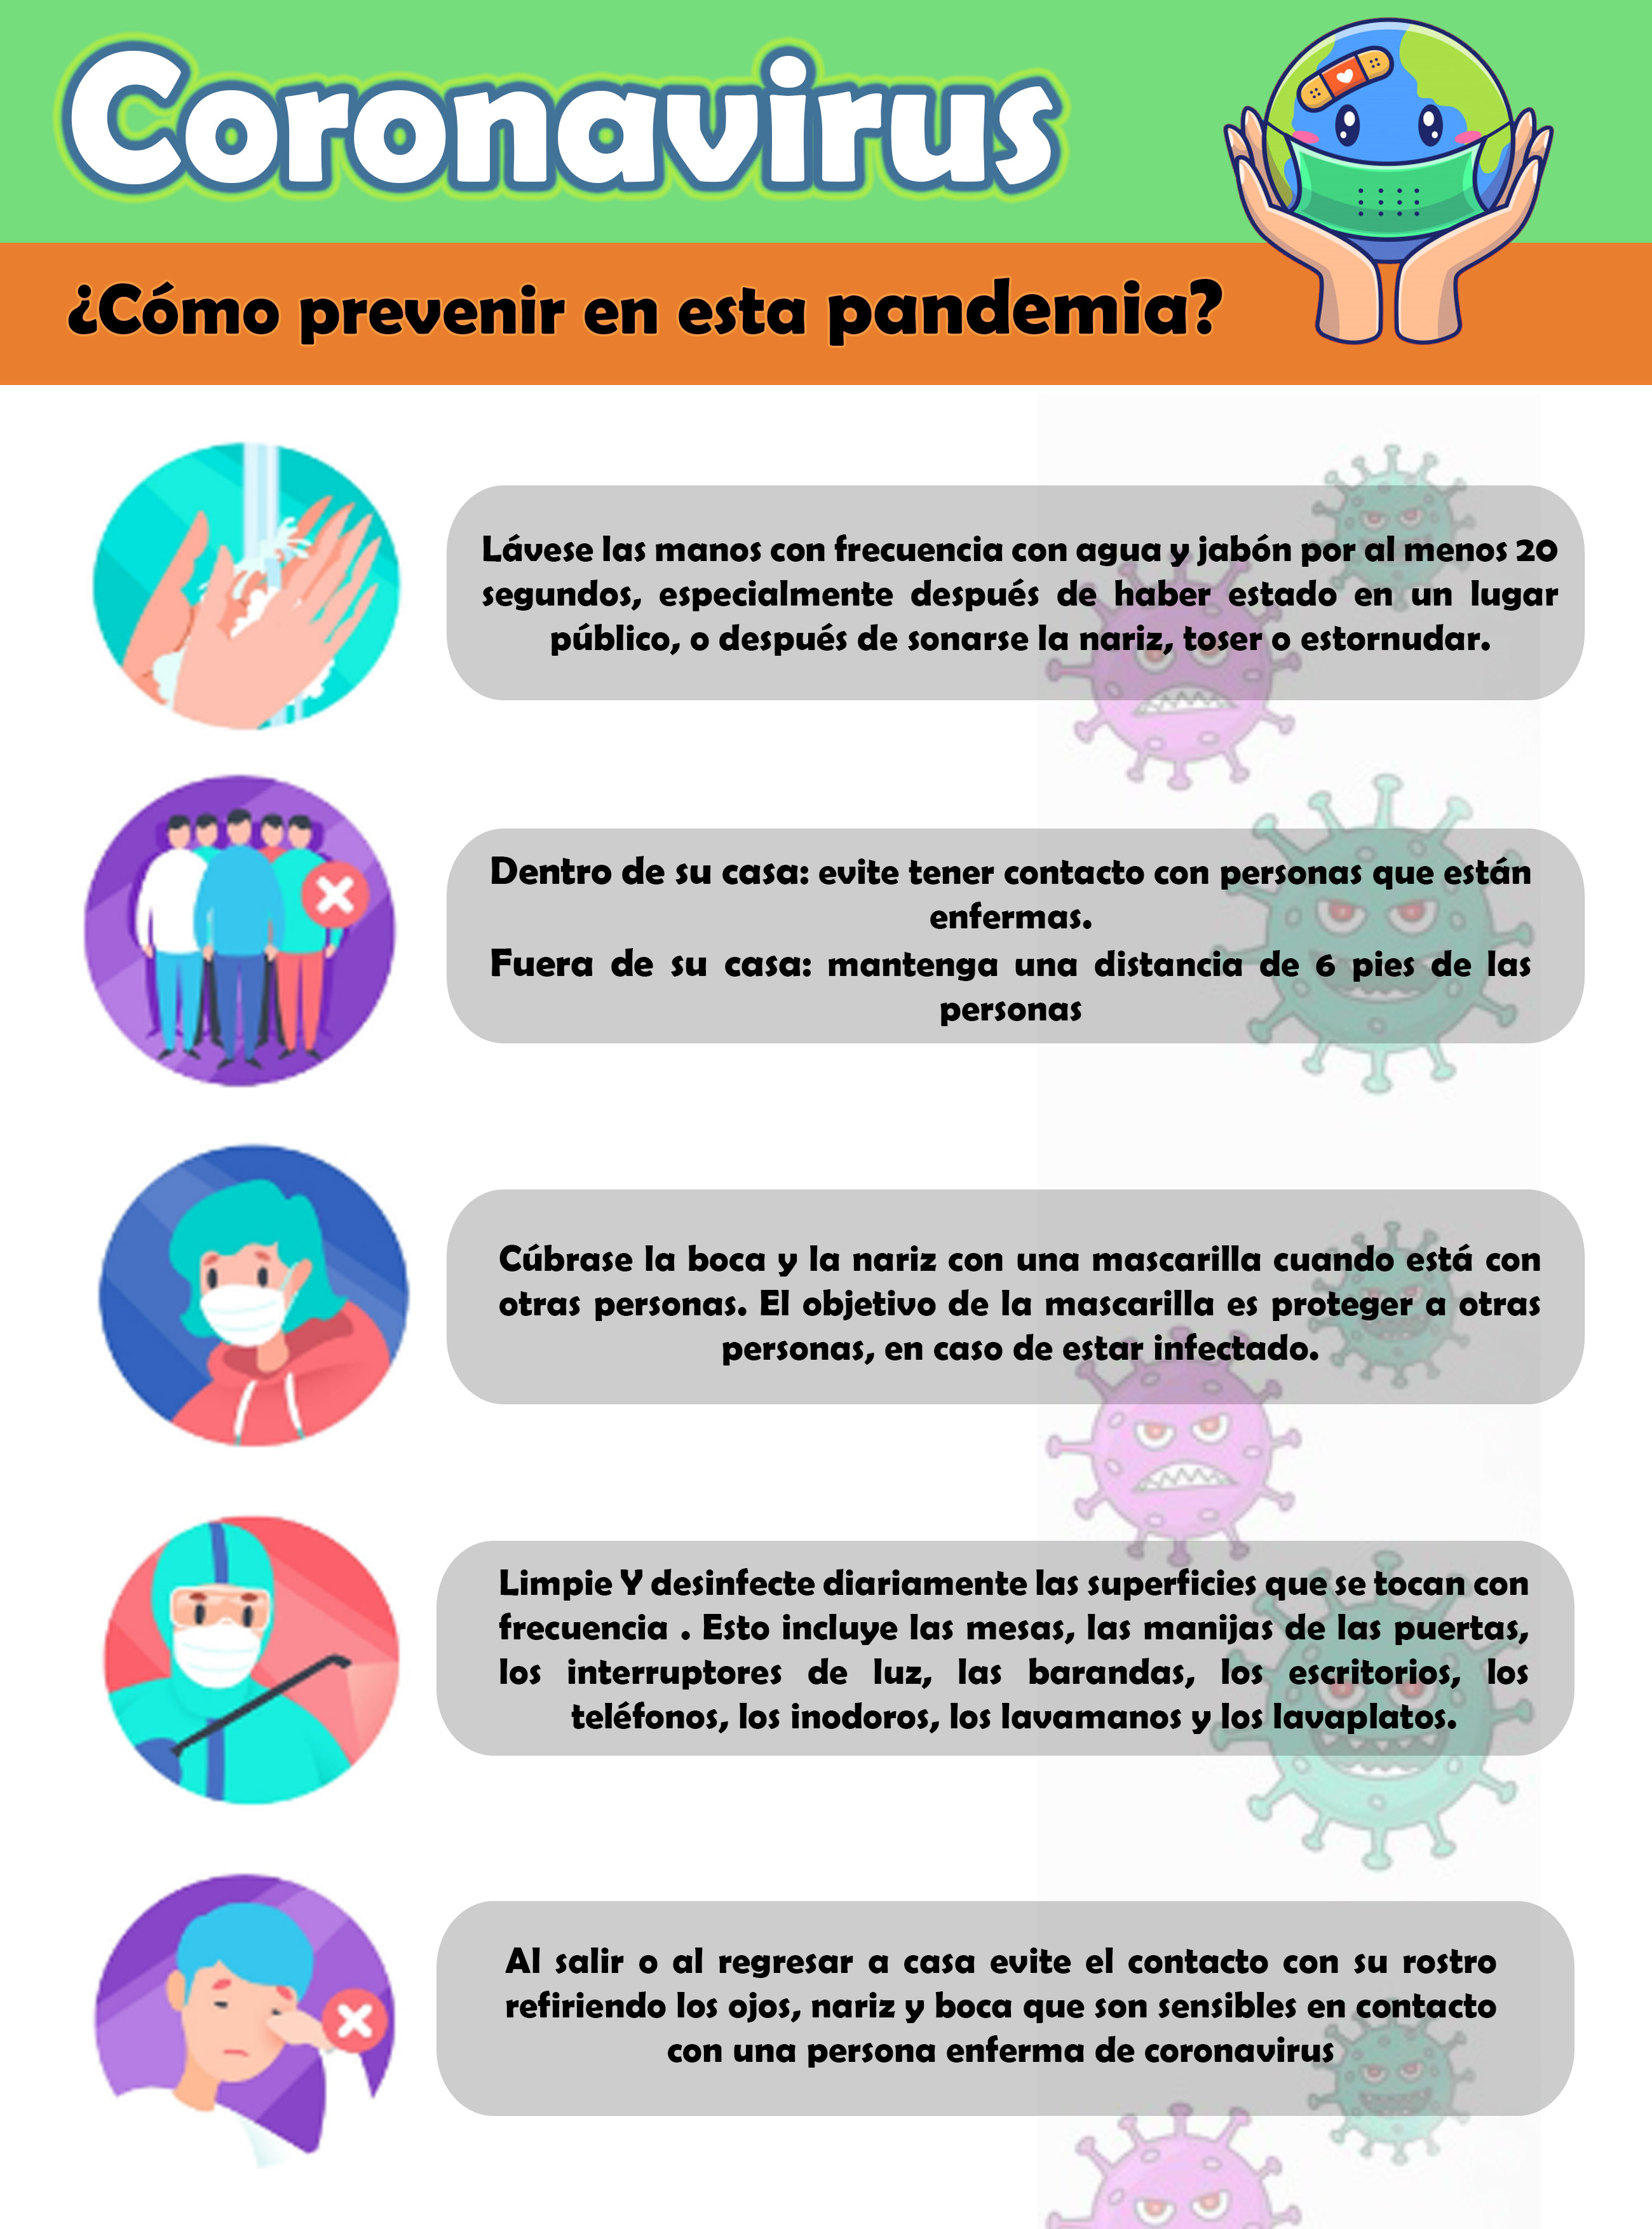 Coronavirus
¿Cómo prevenir en esta pandemia?
Lávese las manos con frecuencia con agua y jabón por al menos 20
segundos, especialmente después de haber estado en un lugar
público, o después de sonarse la nariz, toser o estornudar.
Dentro de su casa: evite tener contacto con personas que están
enfermas.
Fuera de su casa: mantenga una distancia de 6 pies de las
personas
Cúbrase la boca y la nariz con una mascarilla cuando está con
otras personas. El objetivo de la mascarilla es proteger a otras
personas, en caso de estar infectado.
Limpie Y desinfecte diariamente las superficies que se tocan con
frecuencia . Esto incluye las mesas, las manijas de las puertas,
los interruptores de luz, las barandas, los escritorios, los
teléfonos, los inodoros, los lavamanos y los lavaplatos.
Al salir o al regresar a casa evite el contacto con su rostro
refiriendo los ojos, nariz y boca que son sensibles en contacto
con una persona enferma de coronavirus